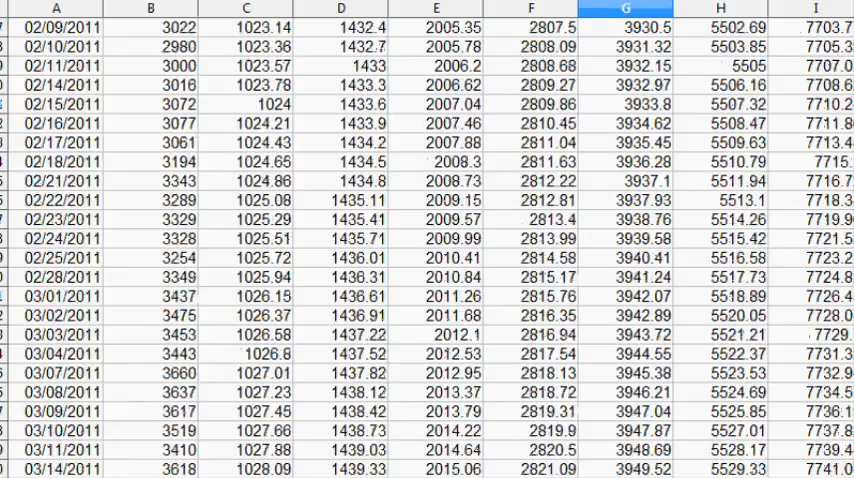 A B C D E F G H I
02/09/2011 3022 1023.14 1432.4 2005.35 2807.5 3930.5 5502.69 7703.7
02/10/2011 2980 1023.36 1432.7 2005.78 2808.09 3931.32 5503.85 7705.3
02/11/2011 3000 1023.57 1433 2006.2 2808.68 3932.15 5505 7707.0
02/14/2011 3016 1023.78 1433.3 2006.62 2809.27 3932.97 5506.16 7708.6
02/15/2011 3072 1024 1433.6 2007.04 2809.86 3933.8 5507.32 7710.2
02/16/2011 3077 1024.21 1433.9 2007.46 2810.45 3934.62 5508.47 7711.8
02/17/2011 3061 1024.43 1434.2 2007.88 2811.04 3935.45 5509.63 7713.4
02/18/2011 3194 1024.65 1434.5 2008.3 2811.63 3936.28 5510.79 7715.
02/21/2011 3343 1024.86 1434.8 2008.73 2812.22 3937.1 5511.94 7716.7
02/22/2011 3289 1025.08 1435.11 2009.15 2812.81 3937.93 5513.1 7718.3
02/23/2011 3329 1025.29 1435.41 2009.57 2813.4 3938.76 5514.26 7719.9
02/24/2011 3328 1025.51 1435.71 2009.99 2813.99 3939.58 5515.42 7721.5
02/25/2011 3254 1025.72 1436.01 2010.41 2814.58 3940.41 5516.58 7723.2
02/28/2011 3349 1025.94 1436.31 2010.84 2815.17 3941.24 5517.73 7724.8
03/01/2011 3437 1026.15 1436.61 2011.26 2815.76 3942.07 5518.89 7726.4
03/02/2011 3475 1026.37 1436.91 2011.68 2816.35 3942.89 5520.05 7728.0
03/03/2011 3453 1026.58 1437.22 2012.1 2816.94 3943.72 5521.21 7729.
03/04/2011 3443 1026.8 1437.52 2012.53 2817.54 3944.55 5522.37 7731.3
03/07/2011 3660 1027.01 1437.82 2012.95 2818.13 3945.38 5523.53 7732.9
03/08/2011 3637 1027.23 1438.12 2013.37 2818.72 3946.21 5524.69 7734.5
03/09/2011 3617 1027.45 1438.42 2013.79 2819.31 3947.04 5525.85 7736.1
03/10/2011 3519 1027.66 1438.73 2014.22 2819.9 3947.87 5527.01 7737.8
03/11/2011 3410 1027.88 1439.03 2014.64 2820.5 3948.69 5528.17 7739.4
03/14/2011 3618 1028.09 1439.33 2015.06 2821.09 3949.52 5529.33 7741.0